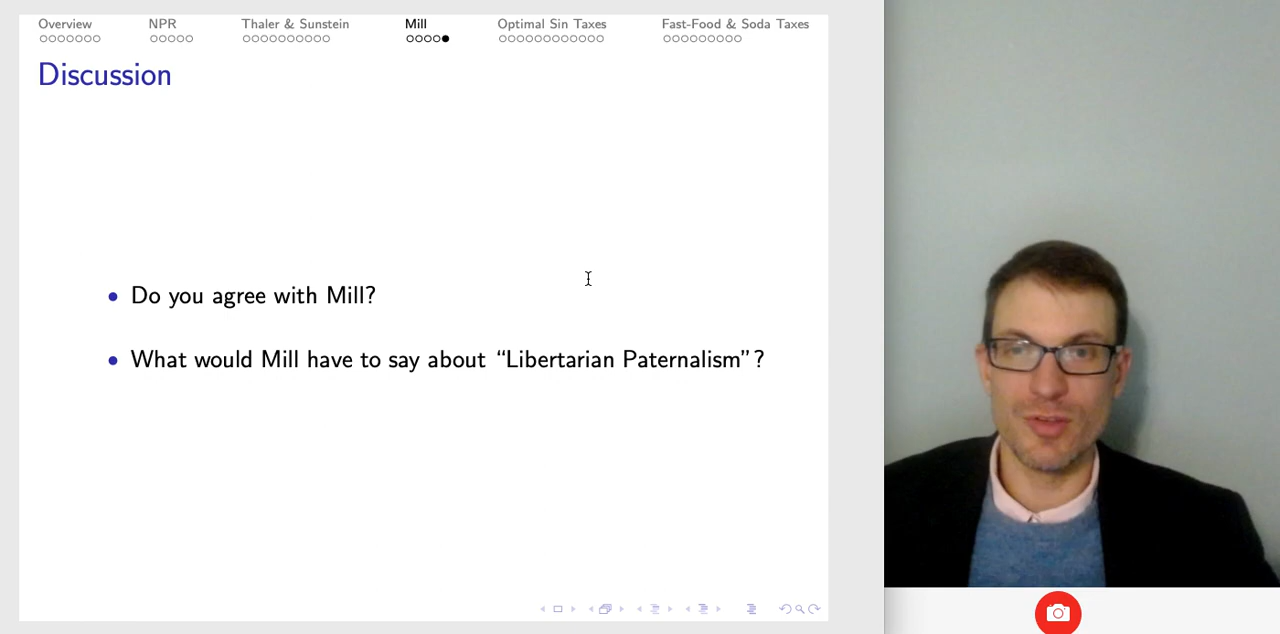 Overview NPR Thaler & Sunstein Mill Optimal Sin Taxes Fast-Food & Soda Taxes
Discussion
• Do you agree with Mill?
• What would Mill have to say about “Libertarian Paternalism”?